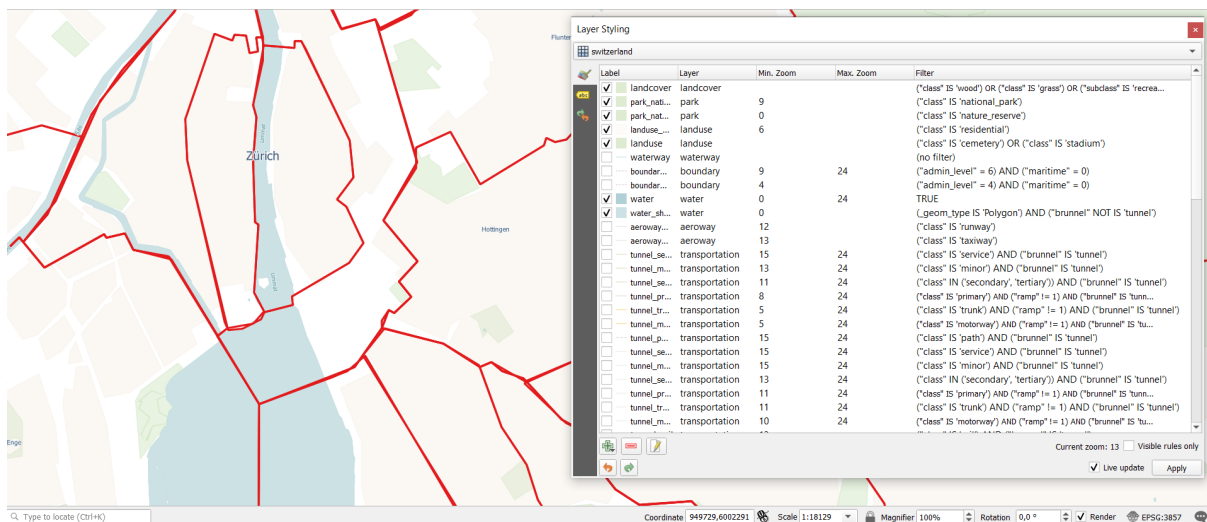 Flunter
Sihl
Limmat
Zürich
Hottingen
Limmat
Enge
Layer Styling
switzerland
Label Layer Min. Zoom Max. Zoom Filter
landcover landcover ("class" IS 'wood') OR ("class" IS 'grass') OR ("subclass" IS 'recrea...
park_nati... park 9 ("class" IS 'national_park')
park_nat... park 0 ("class" IS 'nature_reserve')
landuse_... landuse 6 ("class" IS 'residential')
landuse landuse ("class" IS 'cemetery') OR ("class" IS 'stadium')
waterway waterway (no filter)
boundar... boundary 9 24 ("admin_level" = 6) AND ("maritime" = 0)
boundar... boundary 4 ("admin_level" = 4) AND ("maritime" = 0)
water water 0 24 TRUE
water_sh... water 0 (_geom_type IS 'Polygon') AND ("brunnel" NOT IS 'tunnel')
aeroway... aeroway 12 ("class" IS 'runway')
aeroway... aeroway 13 ("class" IS 'taxiway')
tunnel_se... transportation 15 24 ("class" IS 'service') AND ("brunnel" IS 'tunnel')
tunnel_m... transportation 13 24 ("class" IS 'minor') AND ("brunnel" IS 'tunnel')
tunnel_se... transportation 11 24 ("class" IN ('secondary', 'tertiary')) AND ("brunnel" IS 'tunnel')
tunnel_pr... transportation 8 24 ("class" IS 'primary') AND ("ramp" != 1) AND ("brunnel" IS 'tunn...
tunnel_tr... transportation 5 24 ("class" IS 'trunk') AND ("ramp" != 1) AND ("brunnel" IS 'tunnel')
tunnel_m... transportation 5 24 ("class" IS 'motorway') AND ("ramp" != 1) AND ("brunnel" IS 'tu...
tunnel_p... transportation 15 24 ("class" IS 'path') AND ("brunnel" IS 'tunnel')
tunnel_se... transportation 15 24 ("class" IS 'service') AND ("brunnel" IS 'tunnel')
tunnel_m... transportation 15 24 ("class" IS 'minor') AND ("brunnel" IS 'tunnel')
tunnel_se... transportation 13 24 ("class" IN ('secondary', 'tertiary')) AND ("brunnel" IS 'tunnel')
tunnel_pr... transportation 11 24 ("class" IS 'primary') AND ("ramp" != 1) AND ("brunnel" IS 'tunn...
tunnel_tr... transportation 11 24 ("class" IS 'trunk') AND ("ramp" != 1) AND ("brunnel" IS 'tunnel')
tunnel_m... transportation 10 24 ("class" IS 'motorway') AND ("ramp" != 1) AND ("brunnel" IS 'tu...
Current zoom: 13 Visible rules only
Live update Apply
Type to locate (Ctrl+K) Coordinate 949729,6002291 Scale 1:18129 Magnifier 100% Rotation 0,0 ° Render EPSG:3857